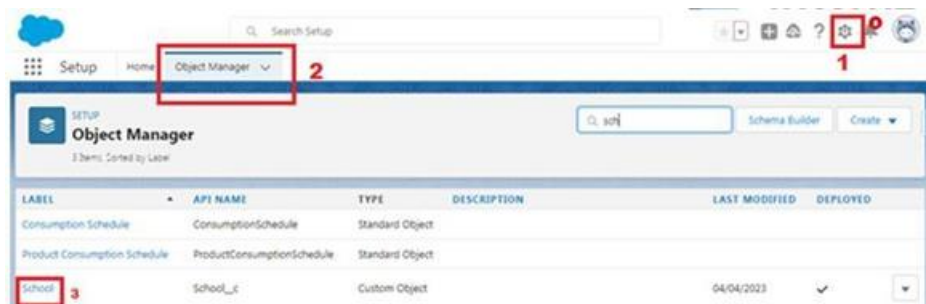 Search Setup
?
1
Setup Home Object Manager 2
SETUP
Object Manager
3 Items, Sorted by Label
sch
Schema Builder Create
LABEL API NAME TYPE DESCRIPTION LAST MODIFIED DEPLOYED
Consumption Schedule ConsumptionSchedule Standard Object
Product Consumption Schedule ProductConsumptionSchedule Standard Object
School 3 School__c Custom Object 04/04/2023